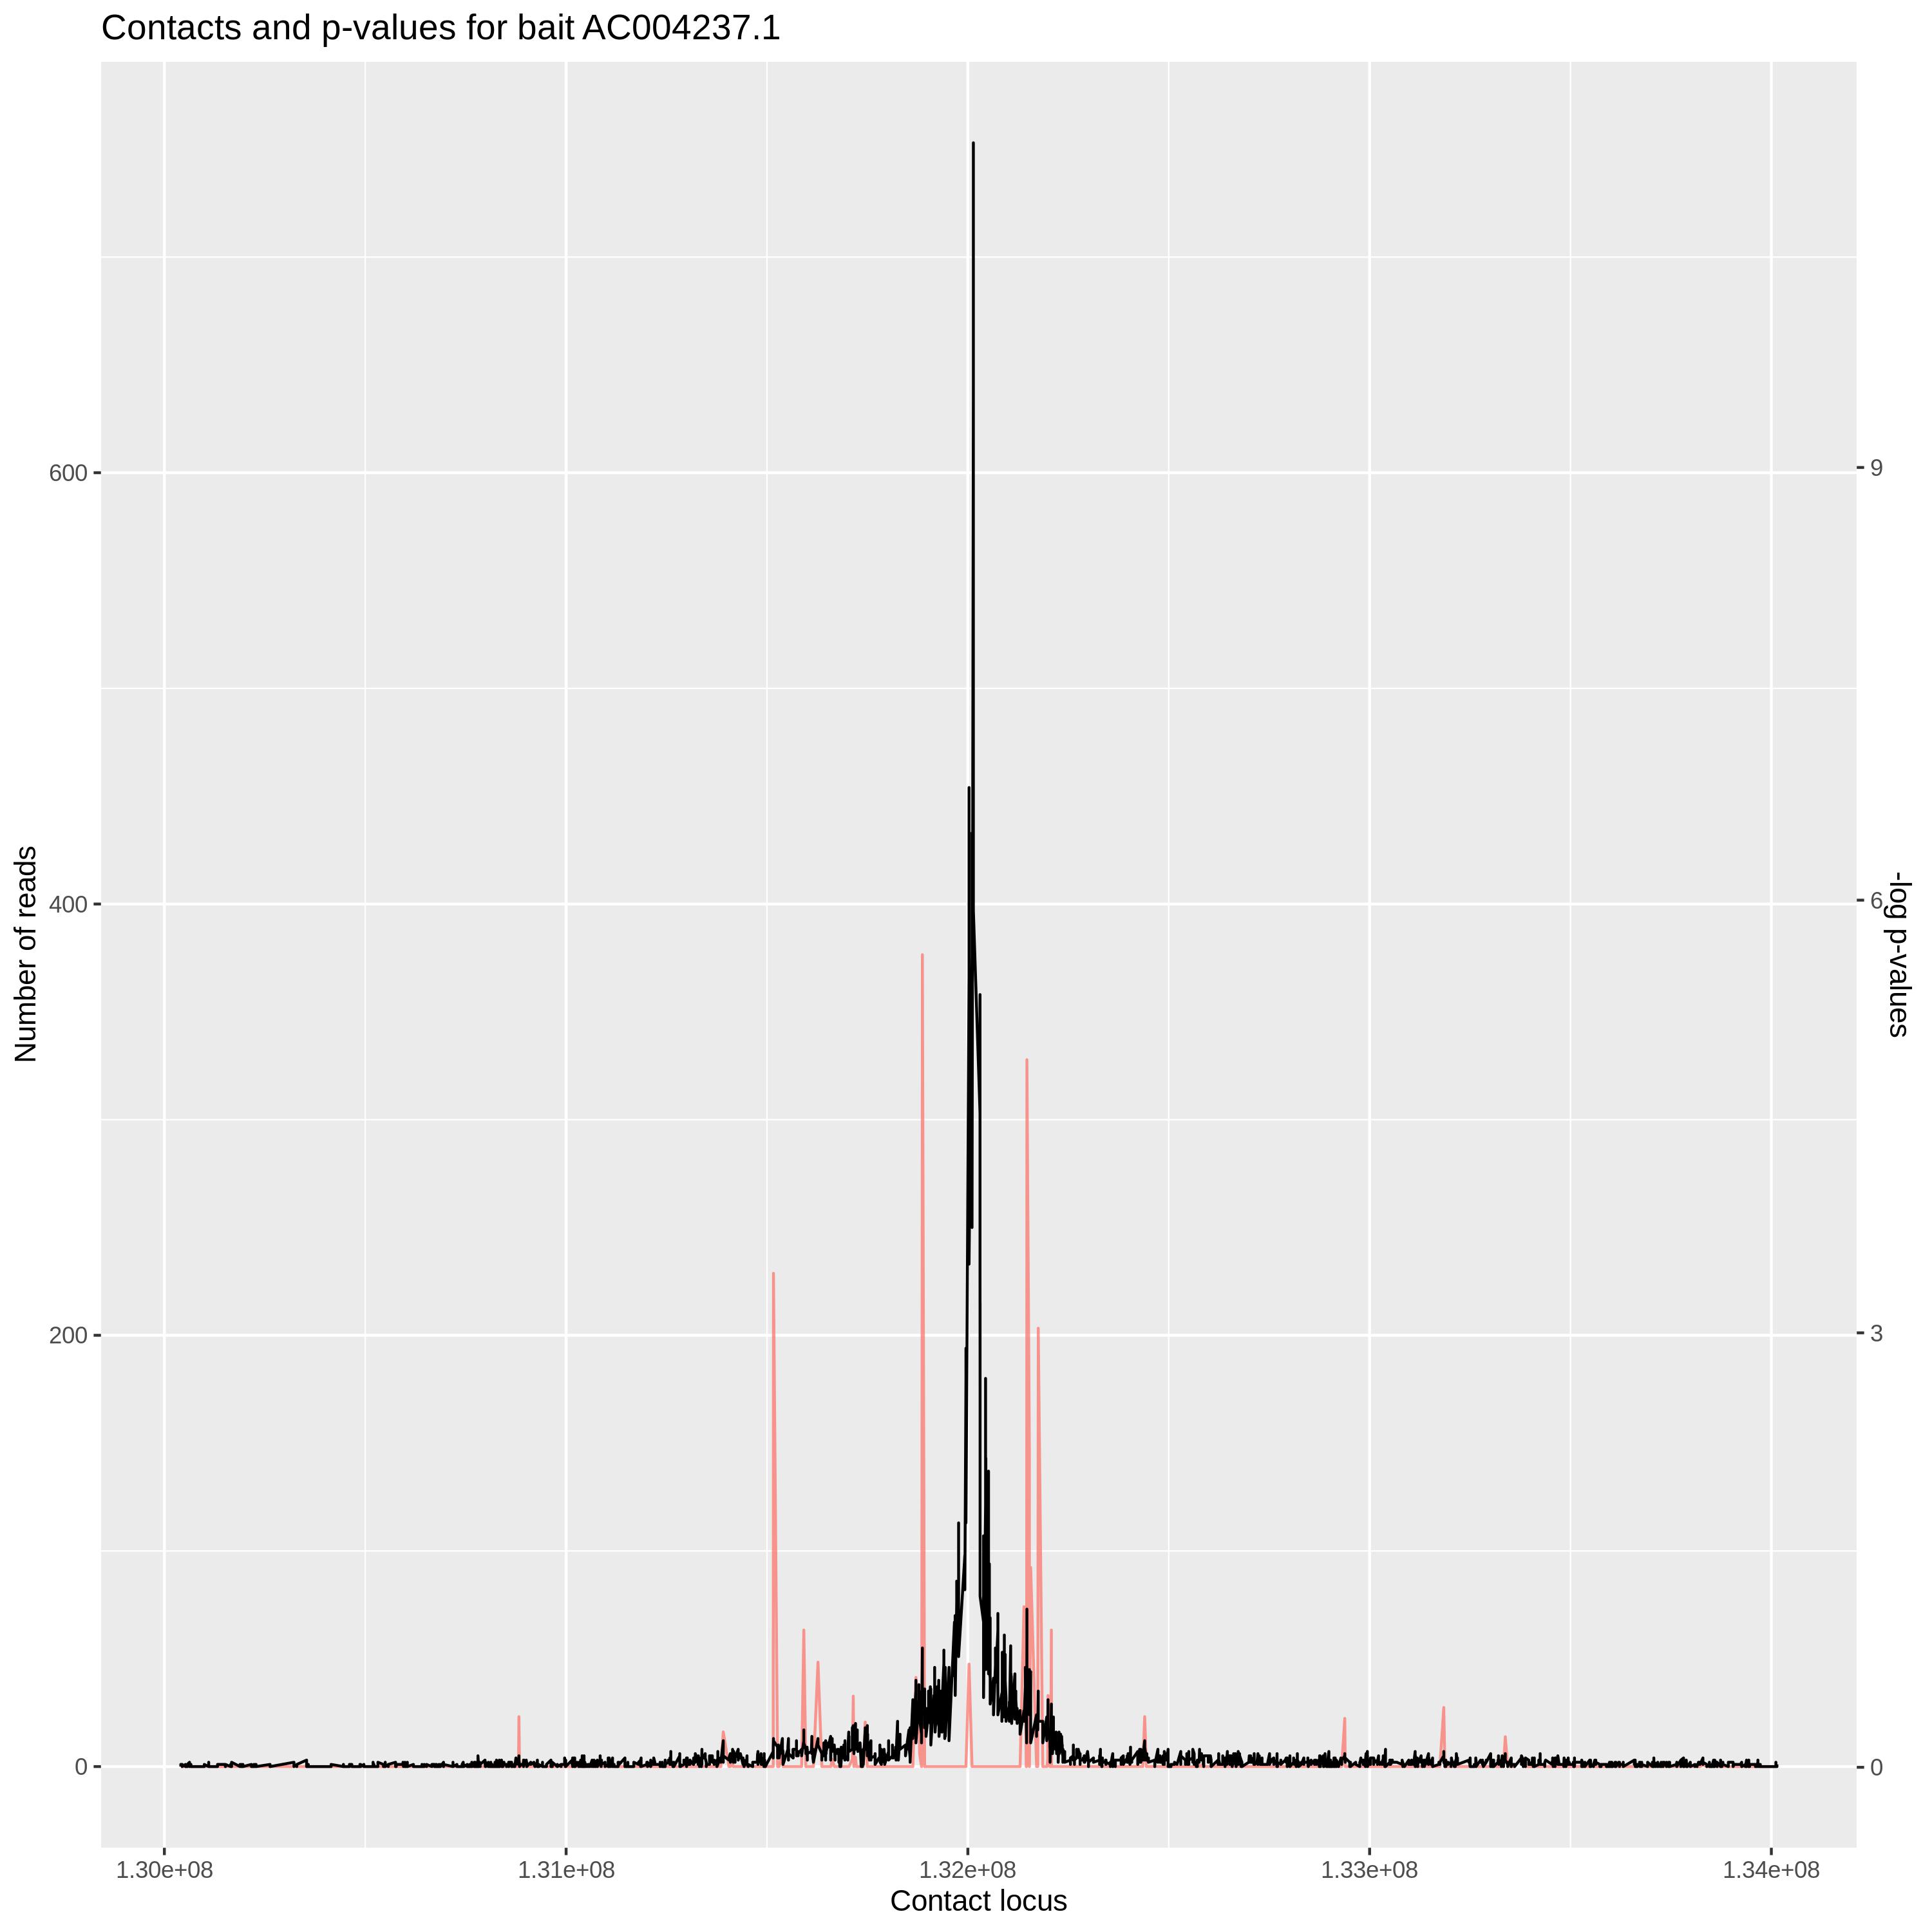 Contacts and p-values for bait AC004237.1
Number of reads
600
400
200
0
9
6
3
0
-log p-values
1.30e+08
1.31e+08
1.32e+08
1.33e+08
1.34e+08
Contact locus